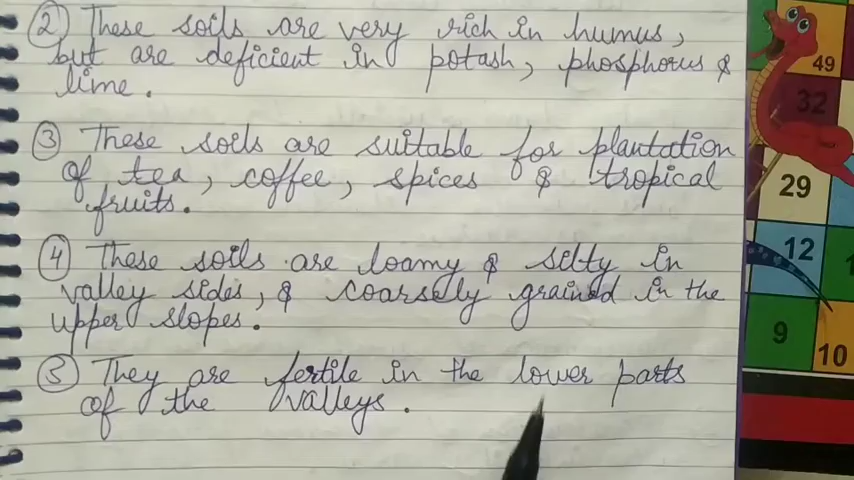 ② These soils are very rich in humus,
but are deficient in potash, phosphorus &
lime.
③ These soils are suitable for plantation
of tea, coffee, spices & tropical
fruits.
④ These soils are loamy & silty in
valley sides, & coarsely grained in the
upper slopes.
⑤ They are fertile in the lower parts
of the valleys.
49
32
29
12
1
9
10